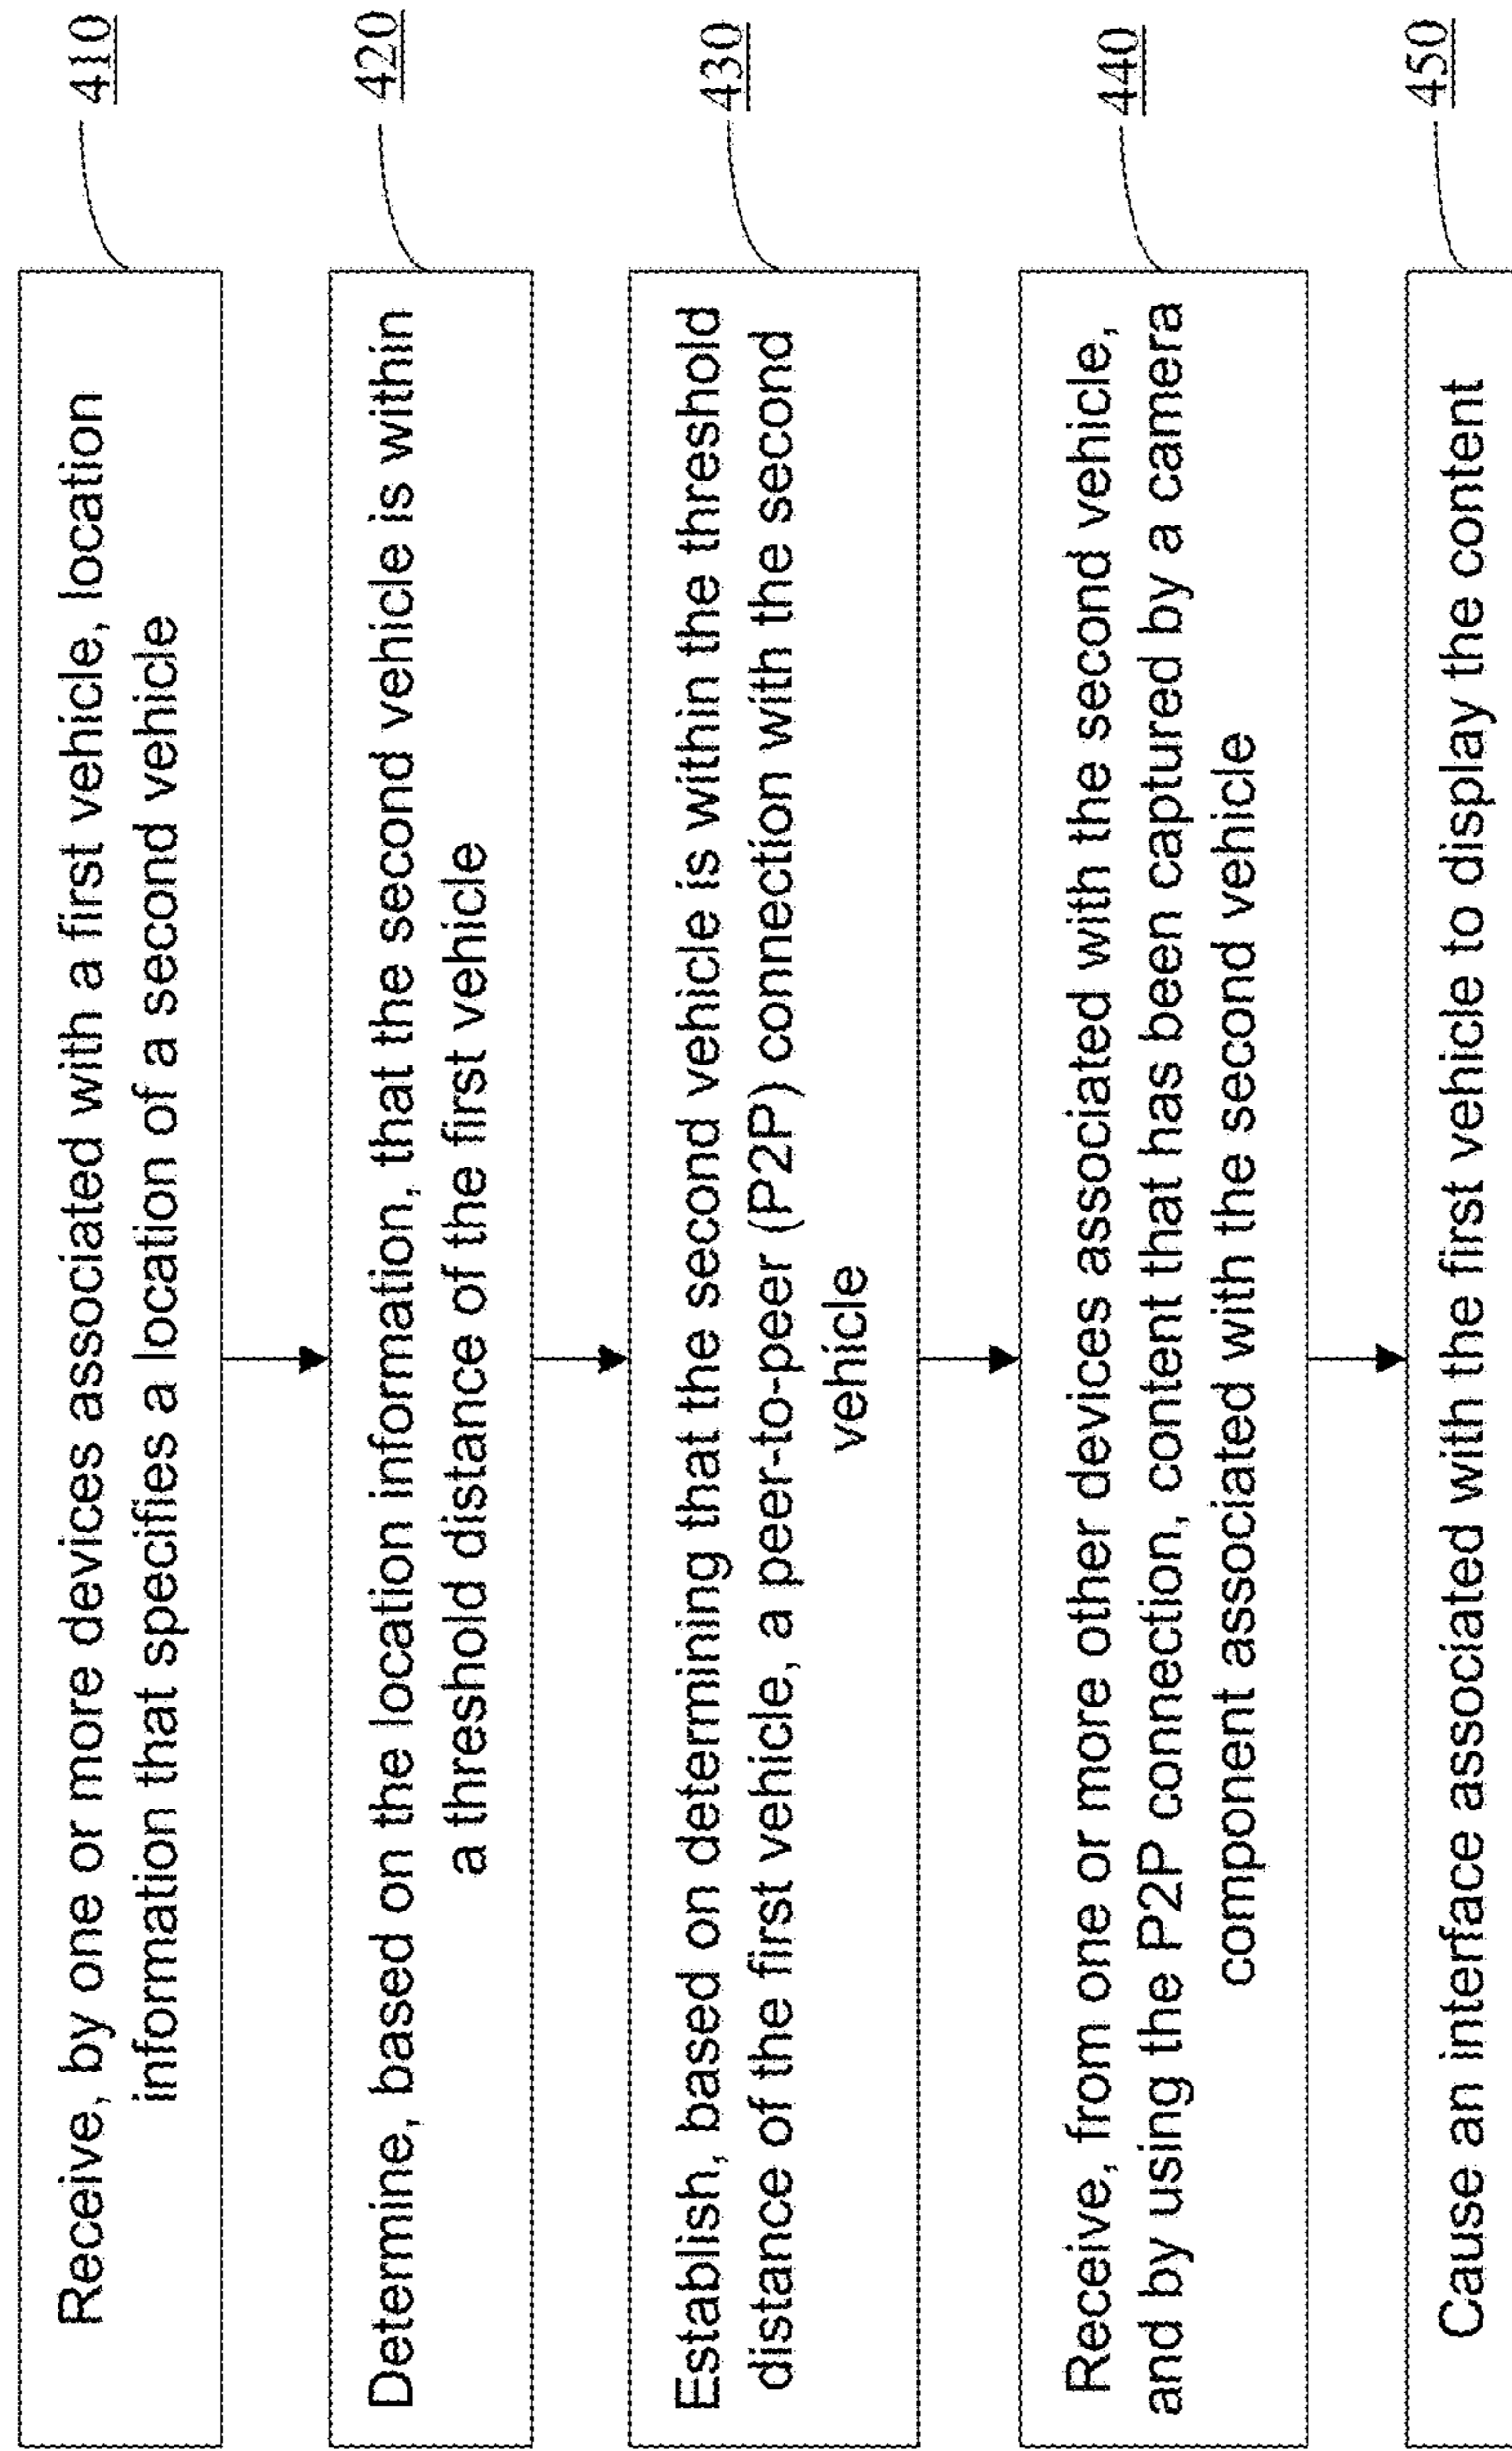 Receive, by one or more devices associated with a first vehicle, location
information that specifies a location of a second vehicle
410
Determine, based on the location information, that the second vehicle is within
a threshold distance of the first vehicle
420
Establish, based on determining that the second vehicle is within the threshold
distance of the first vehicle, a peer-to-peer (P2P) connection with the second
vehicle
430
Receive, from one or more other devices associated with the second vehicle,
and by using the P2P connection, content that has been captured by a camera
component associated with the second vehicle
440
Cause an interface associated with the first vehicle to display the content
450